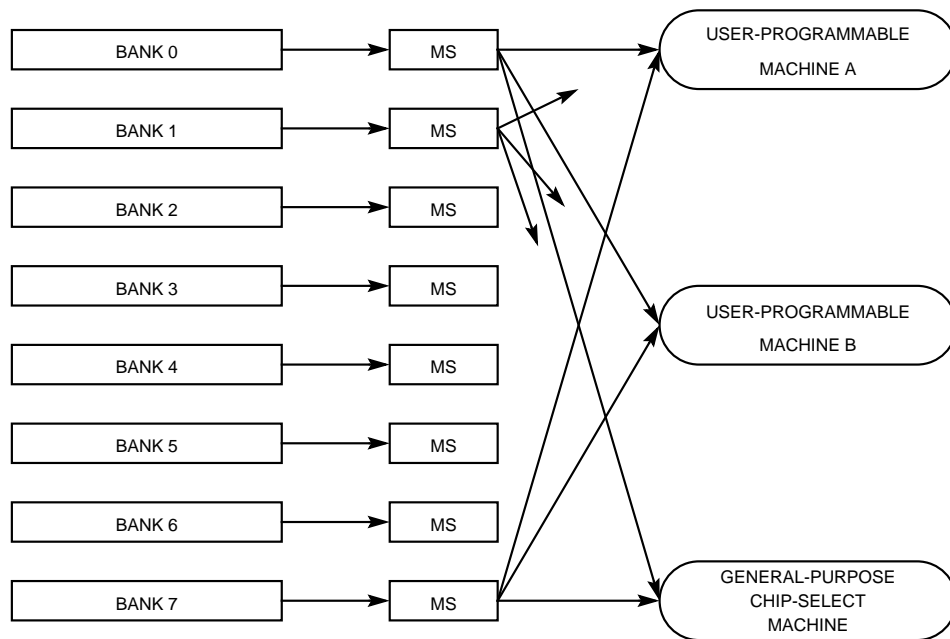 BANK 0
MS
USER-PROGRAMMABLE
MACHINE A
BANK 1
MS
BANK 2
MS
BANK 3
MS
USER-PROGRAMMABLE
MACHINE B
BANK 4
MS
BANK 5
MS
BANK 6
MS
BANK 7
MS
GENERAL-PURPOSE
CHIP-SELECT
MACHINE